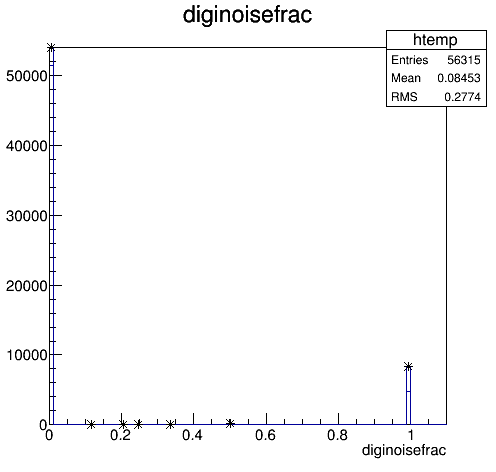 diginoisefrac
htemp
Entries 56315
Mean 0.08453
RMS 0.2774
50000
40000
30000
20000
10000
0
0 0.2 0.4 0.6 0.8 1
diginoisefrac